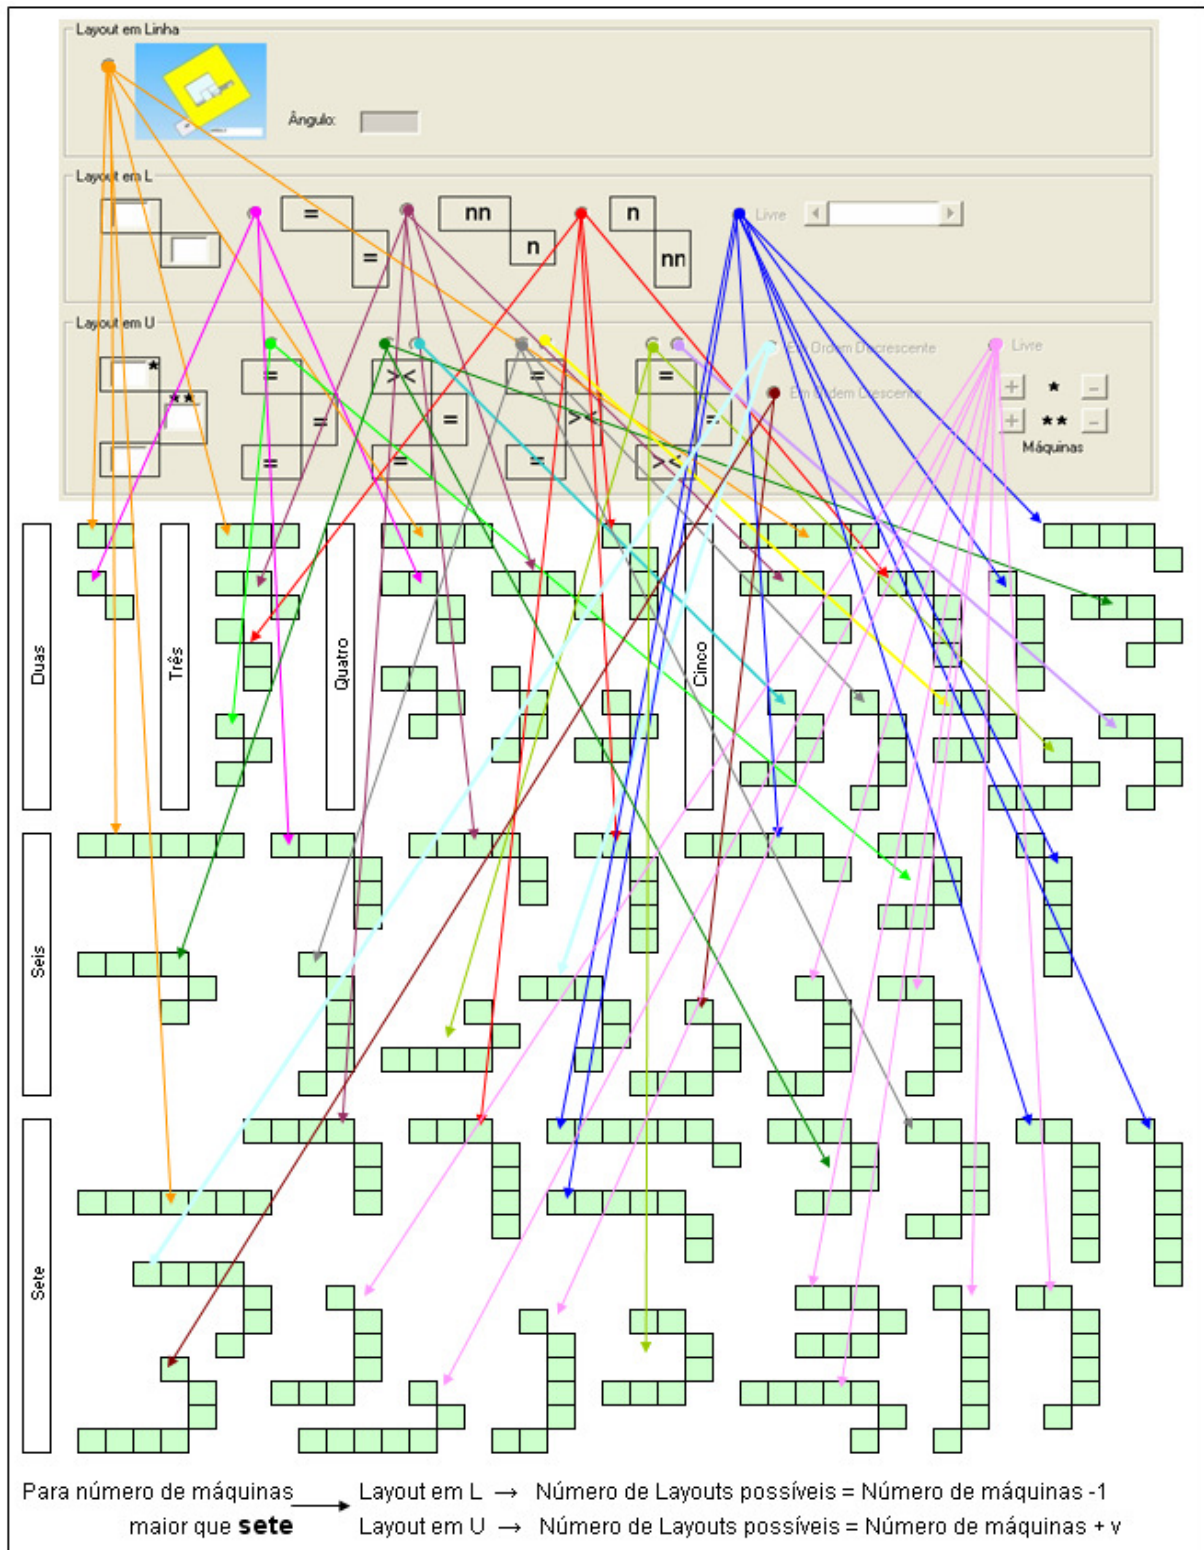 Layout em Linha
Ângulo:
Layout em L
=
=
nn
n
n
nn
Livre
Layout em U
*
**
=
=
=
><
=
=
=
><
=
=
=
><
Em Ordem Decrescente
Em Ordem Crescente
Livre
+ * -
+ ** -
Máquinas
Duas
Três
Quatro
Cinco
Seis
Sete
Para número de máquinas
maior que sete
Layout em L → Número de Layouts possíveis = Número de máquinas -1
Layout em U → Número de Layouts possíveis = Número de máquinas + v